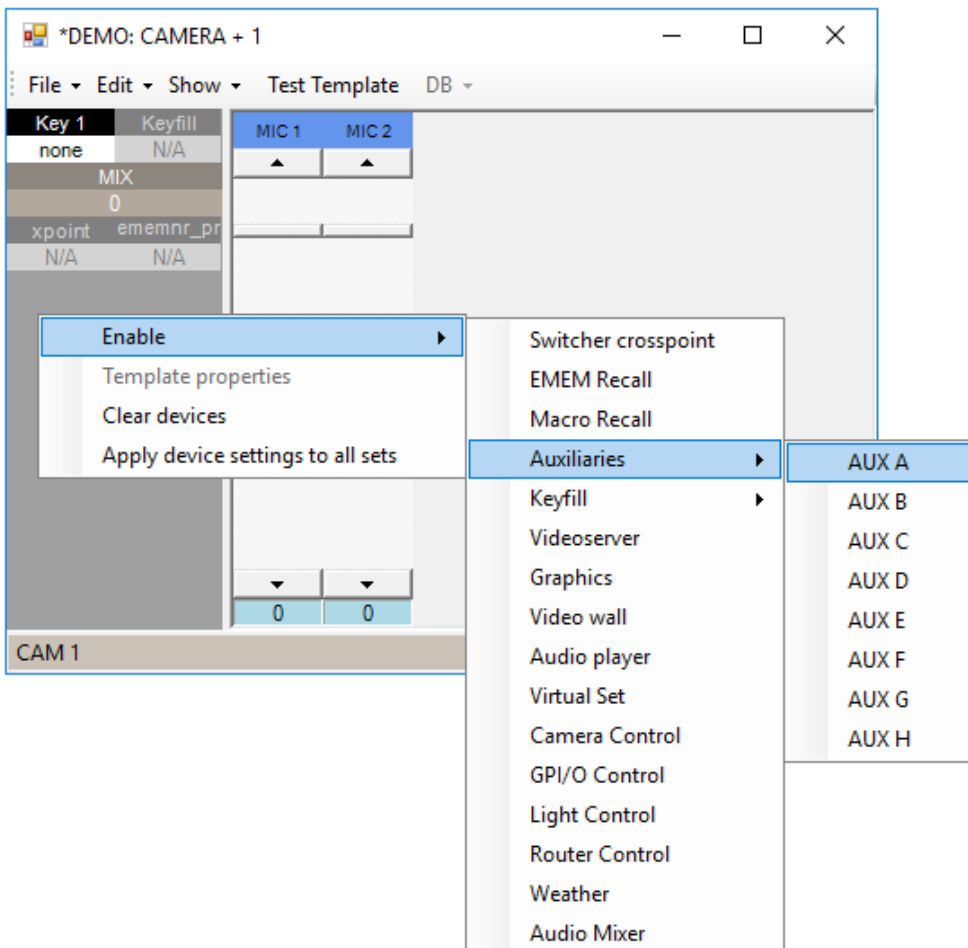 *DEMO: CAMERA + 1
File Edit Show Test Template DB
Key 1 Keyfill MIC 1 MIC 2
none N/A
MIX
0
xpoint ememnr_pr
N/A N/A
Enable
Template properties
Clear devices
Apply device settings to all sets
Switcher crosspoint
EMEM Recall
Macro Recall
Auxiliaries
Keyfill
Videoserver
Graphics
Video wall
Audio player
Virtual Set
Camera Control
GPI/O Control
Light Control
Router Control
Weather
Audio Mixer
AUX A
AUX B
AUX C
AUX D
AUX E
AUX F
AUX G
AUX H
0 0
CAM 1